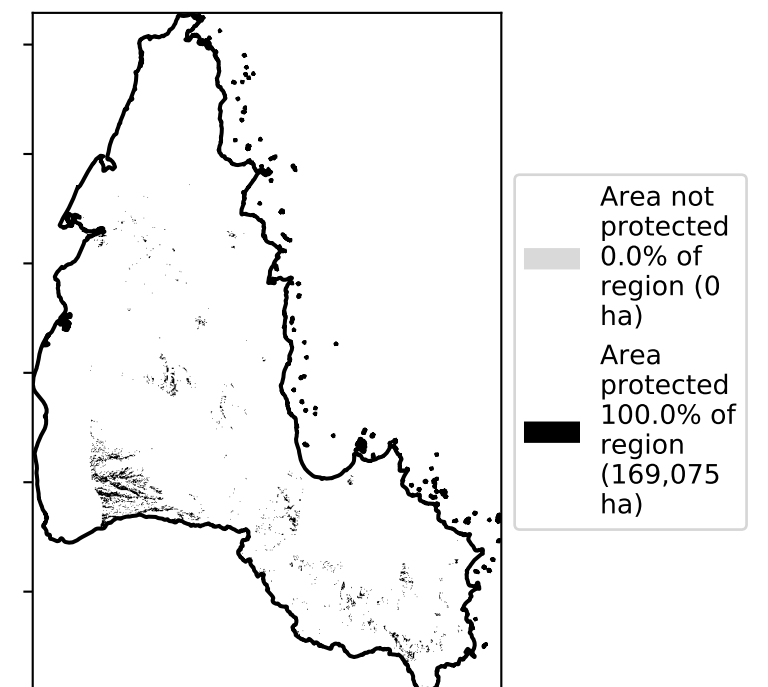 Area not
protected
0.0% of
region (0
ha)
Area
protected
100.0% of
region
(169,075
ha)